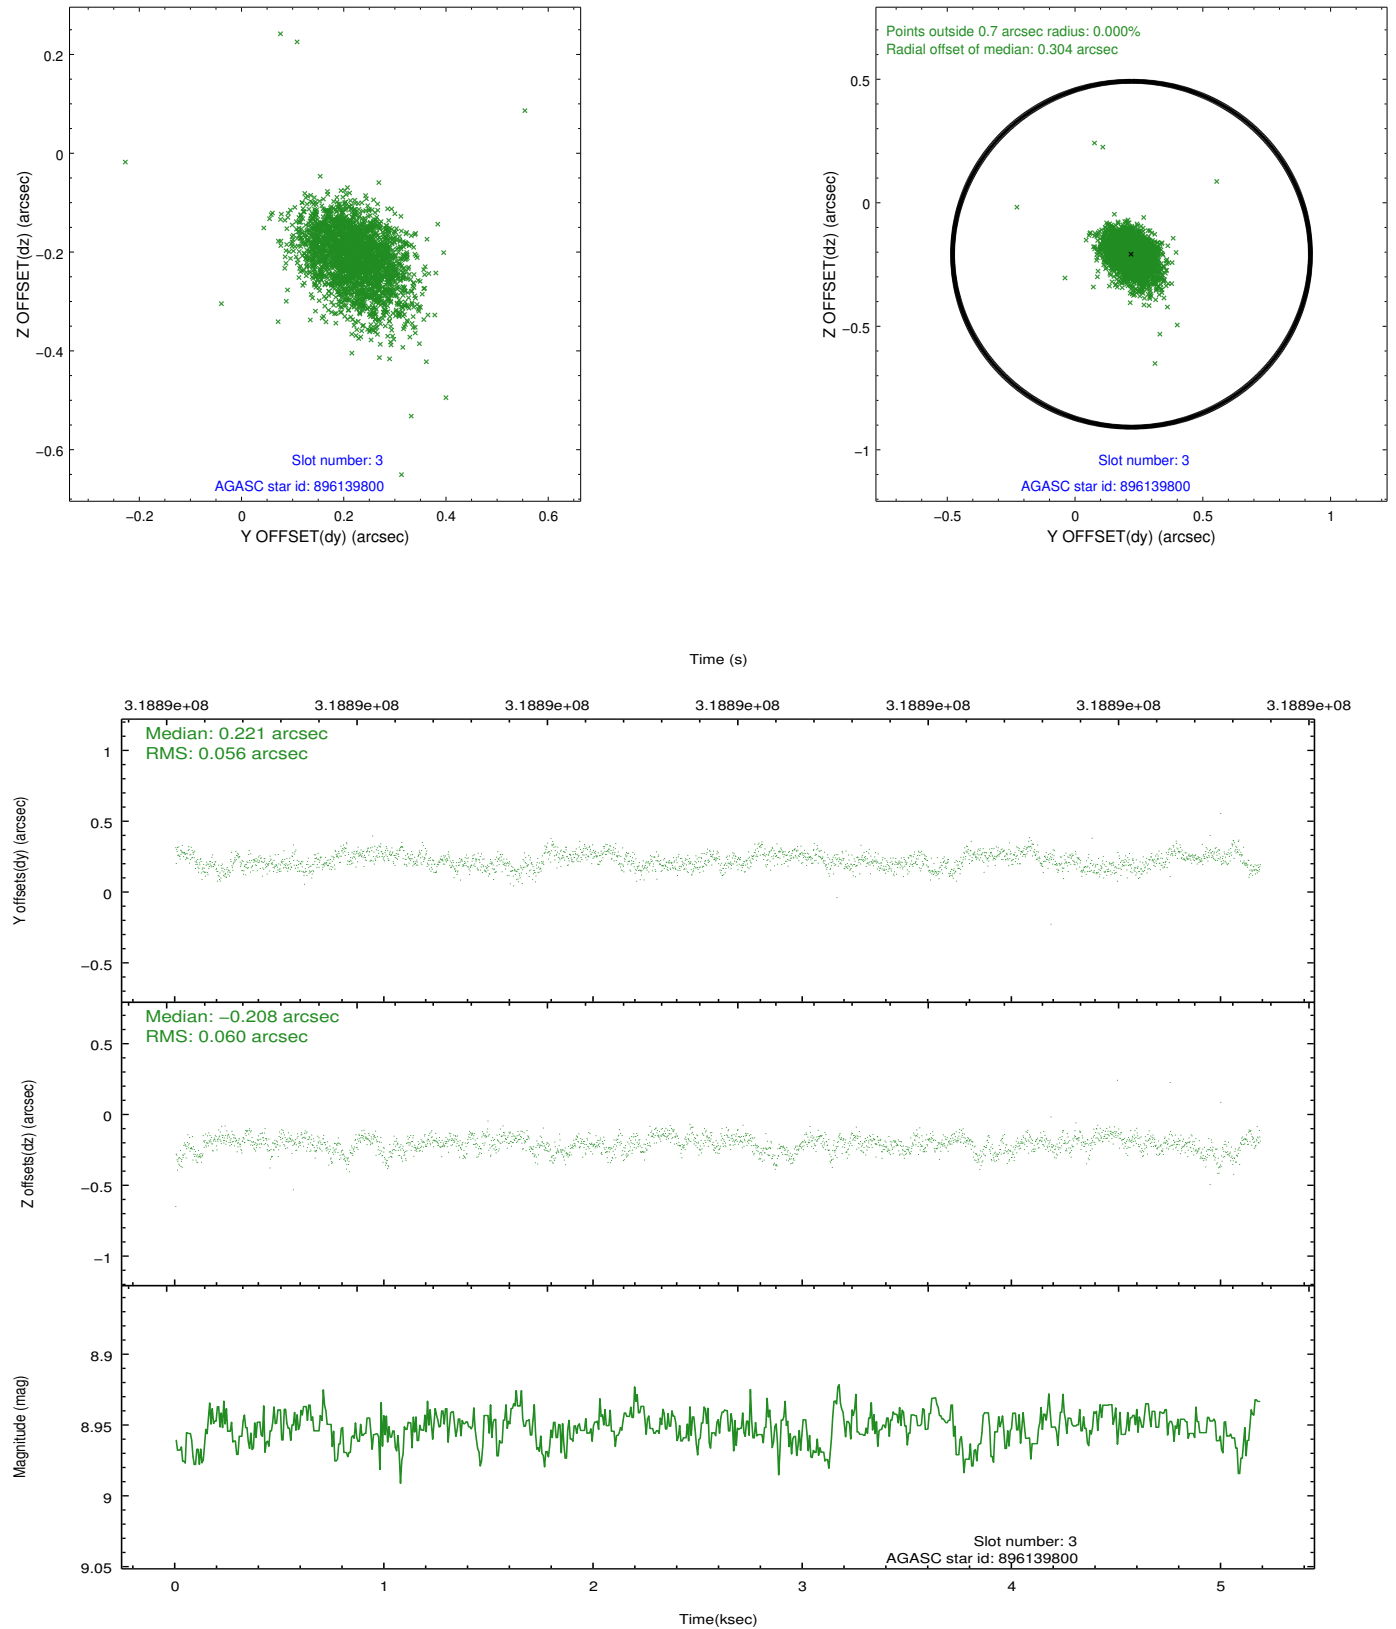 0.2
0
−0.2
−0.4
−0.6
Z OFFSET(dz) (arcsec)
Slot number: 3
AGASC star id: 896139800
−0.2 0 0.2 0.4 0.6
Y OFFSET(dy) (arcsec)
Points outside 0.7 arcsec radius: 0.000%
Radial offset of median: 0.304 arcsec
0.5
0
−0.5
−1
Z OFFSET(dz) (arcsec)
Slot number: 3
AGASC star id: 896139800
−0.5 0 0.5 1
Y OFFSET(dy) (arcsec)
Time (s)
3.1889e+08 3.1889e+08 3.1889e+08 3.1889e+08 3.1889e+08 3.1889e+08 3.1889e+08
Median: 0.221 arcsec
RMS: 0.056 arcsec
1
0.5
0
−0.5
Y offsets(dy) (arcsec)
Median: −0.208 arcsec
RMS: 0.060 arcsec
0.5
0
−0.5
−1
Z offsets(dz) (arcsec)
8.9
8.95
9
9.05
Magnitude (mag)
Slot number: 3
AGASC star id: 896139800
0 1 2 3 4 5
Time(ksec)